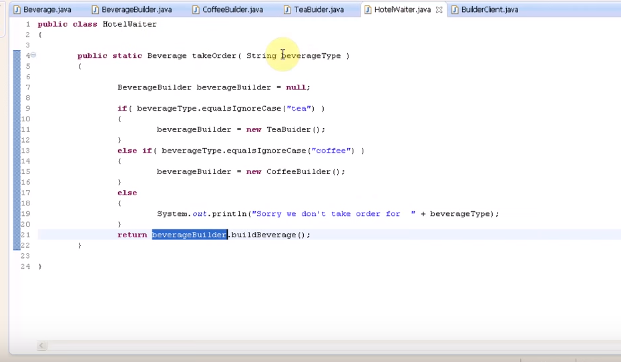 Beverage.java BeverageBuilder.java CoffeeBuilder.java TeaBuider.java HotelWaiter.java BuilderClient.java
1 public class HotelWaiter
2 {
3
4 public static Beverage takeOrder( String beverageType )
5 {
6
7 BeverageBuilder beverageBuilder = null;
8
9 if( beverageType.equalsIgnoreCase("tea") )
10 {
11 beverageBuilder = new TeaBuider();
12 }
13 else if( beverageType.equalsIgnoreCase("coffee") )
14 {
15 beverageBuilder = new CoffeeBuilder();
16 }
17 else
18 {
19 System.out.println("Sorry we don't take order for  " + beverageType);
20 }
21 return beverageBuilder.buildBeverage();
22 }
23
24 }